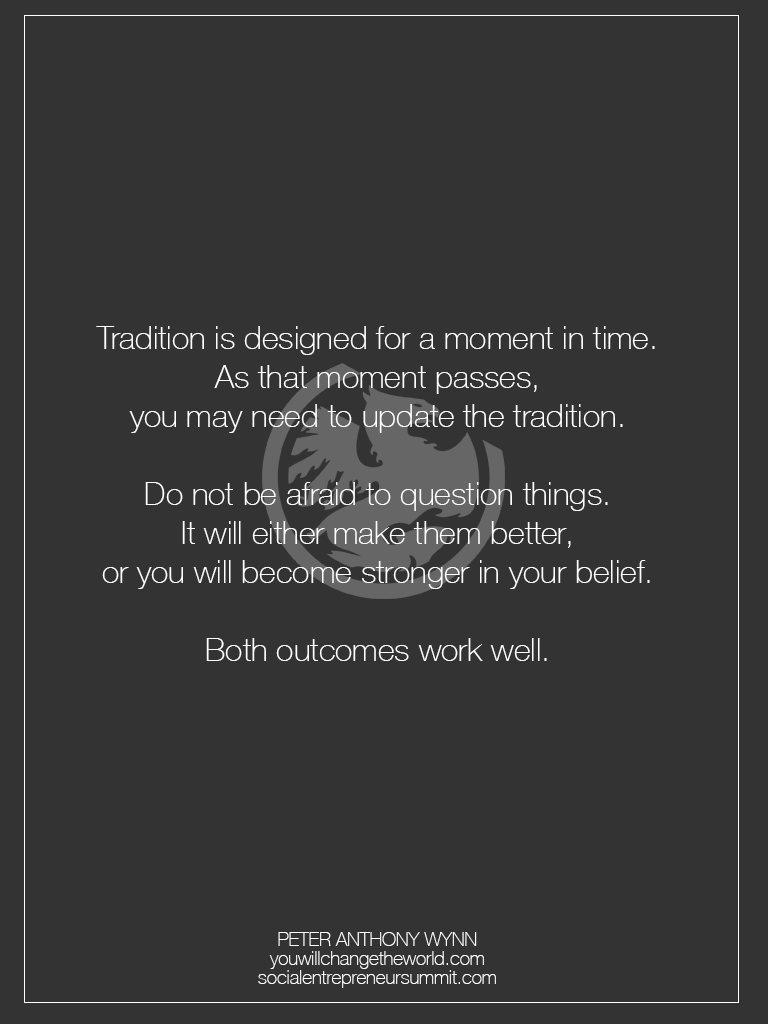 Tradition is designed for a moment in time.
As that moment passes,
you may need to update the tradition.
Do not be afraid to question things.
It will either make them better,
or you will become stronger in your belief.
Both outcomes work well.
PETER ANTHONY WYNN
youwillchangetheworld.com
socialentrepreneursummit.com